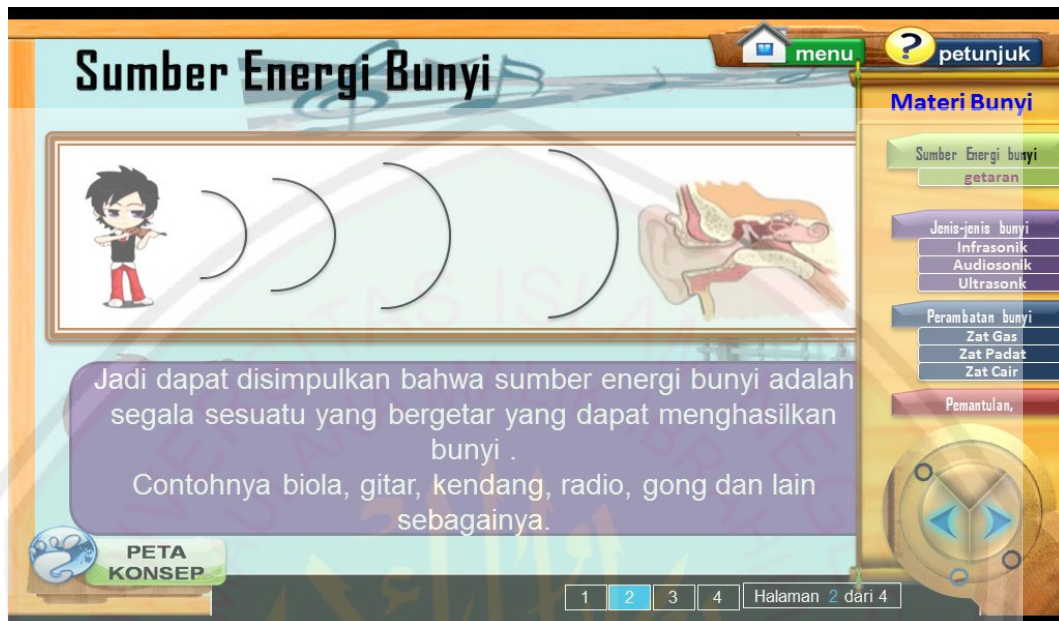 Sumber Energi Bunyi
menu
? petunjuk
Materi Bunyi
Sumber Energi bunyi
getaran
Jenis-jenis bunyi
Infrasonik
Audiosonik
Ultrasonk
Perambatan bunyi
Zat Gas
Zat Padat
Zat Cair
Pemantulan,
Jadi dapat disimpulkan bahwa sumber energi bunyi adalah
segala sesuatu yang bergetar yang dapat menghasilkan
bunyi .
Contohnya biola, gitar, kendang, radio, gong dan lain
sebagainya.
PETA
KONSEP
1 2 3 4 Halaman 2 dari 4